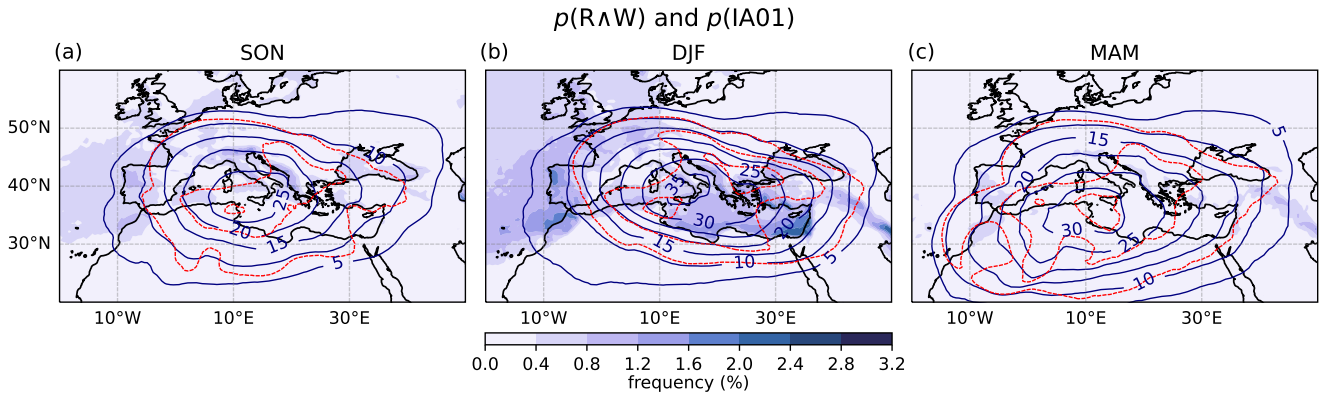 p(R∧W) and p(IA01)
(a) SON
(b) DJF
(c) MAM
50°N
40°N
30°N
10
25
20
15
5
25
35
30
20
15
10
5
5
15
20
30
25
10
10°W 10°E 30°E
10°W 10°E 30°E
10°W 10°E 30°E
0.0 0.4 0.8 1.2 1.6 2.0 2.4 2.8 3.2
frequency (%)